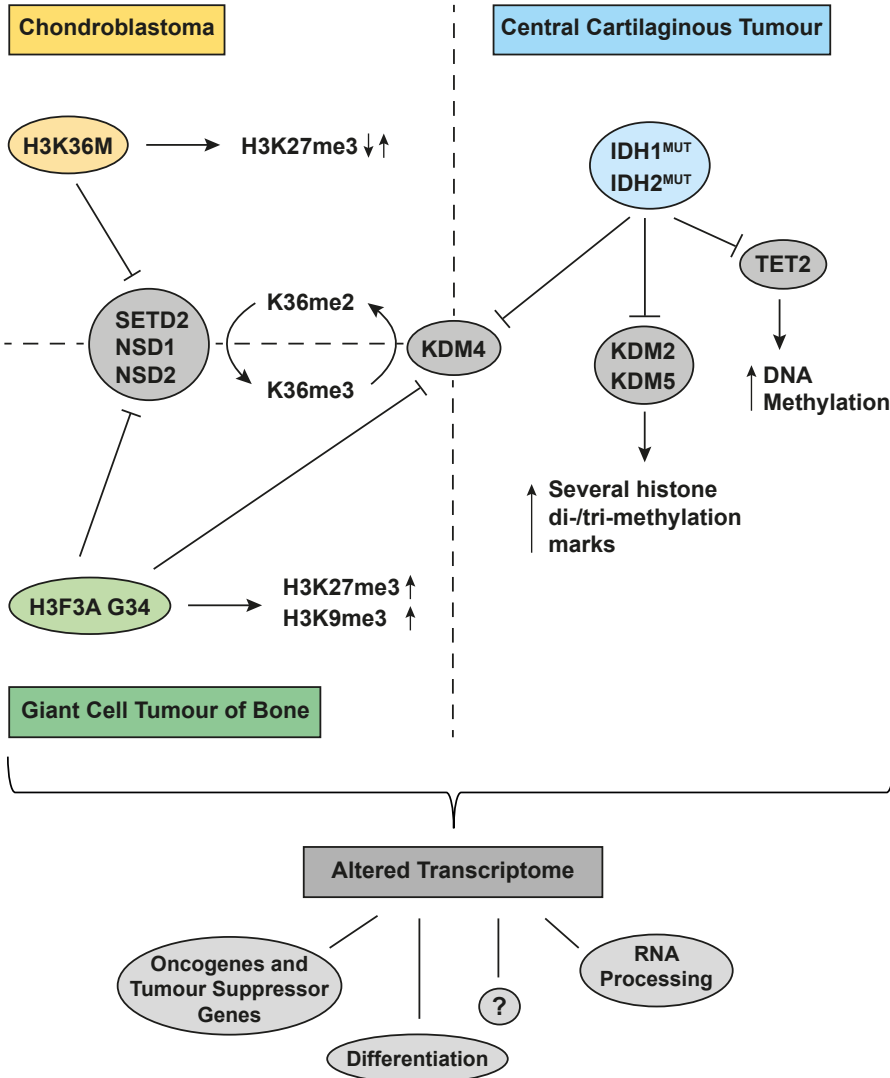 Chondroblastoma
Central Cartilaginous Tumour
H3K36M
H3K27me3 ↓↑
IDH1ᴹᵁᵀ
IDH2ᴹᵁᵀ
TET2
SETD2
NSD1
NSD2
K36me2
K36me3
KDM4
KDM2
KDM5
↑ DNA
Methylation
↑ Several histone
di-/tri-methylation
marks
H3F3A G34
H3K27me3 ↑
H3K9me3 ↑
Giant Cell Tumour of Bone
Altered Transcriptome
Oncogenes and
Tumour Suppressor
Genes
Differentiation
?
RNA
Processing